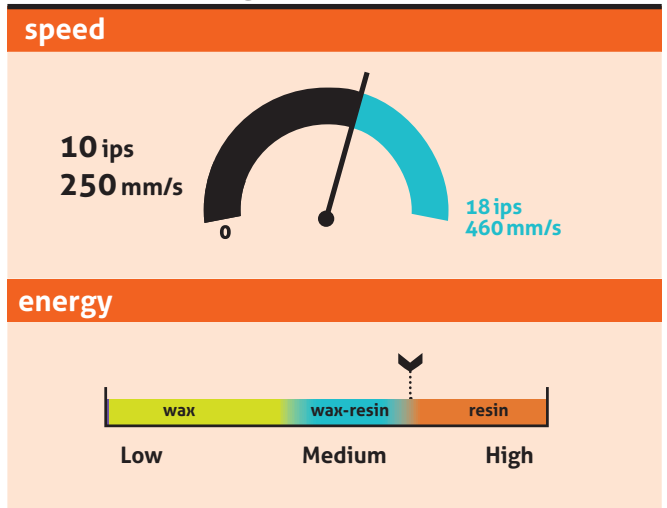 speed
10 ips
250 mm/s
0
18 ips
460 mm/s
energy
wax
wax-resin
resin
Low
Medium
High